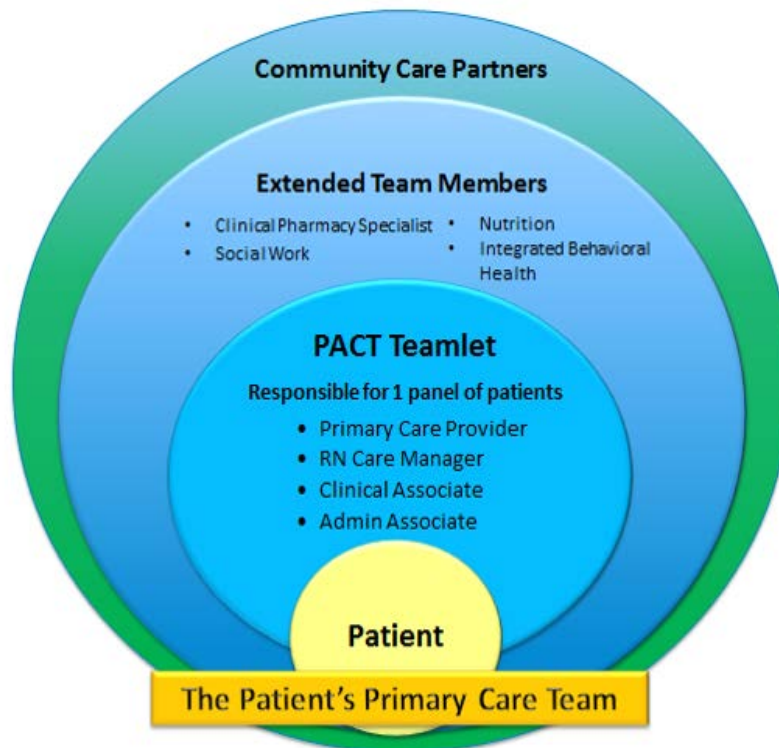 Community Care Partners
Extended Team Members
• Clinical Pharmacy Specialist
• Social Work
• Nutrition
• Integrated Behavioral
Health
PACT Teamlet
Responsible for 1 panel of patients
• Primary Care Provider
• RN Care Manager
• Clinical Associate
• Admin Associate
Patient
The Patient's Primary Care Team